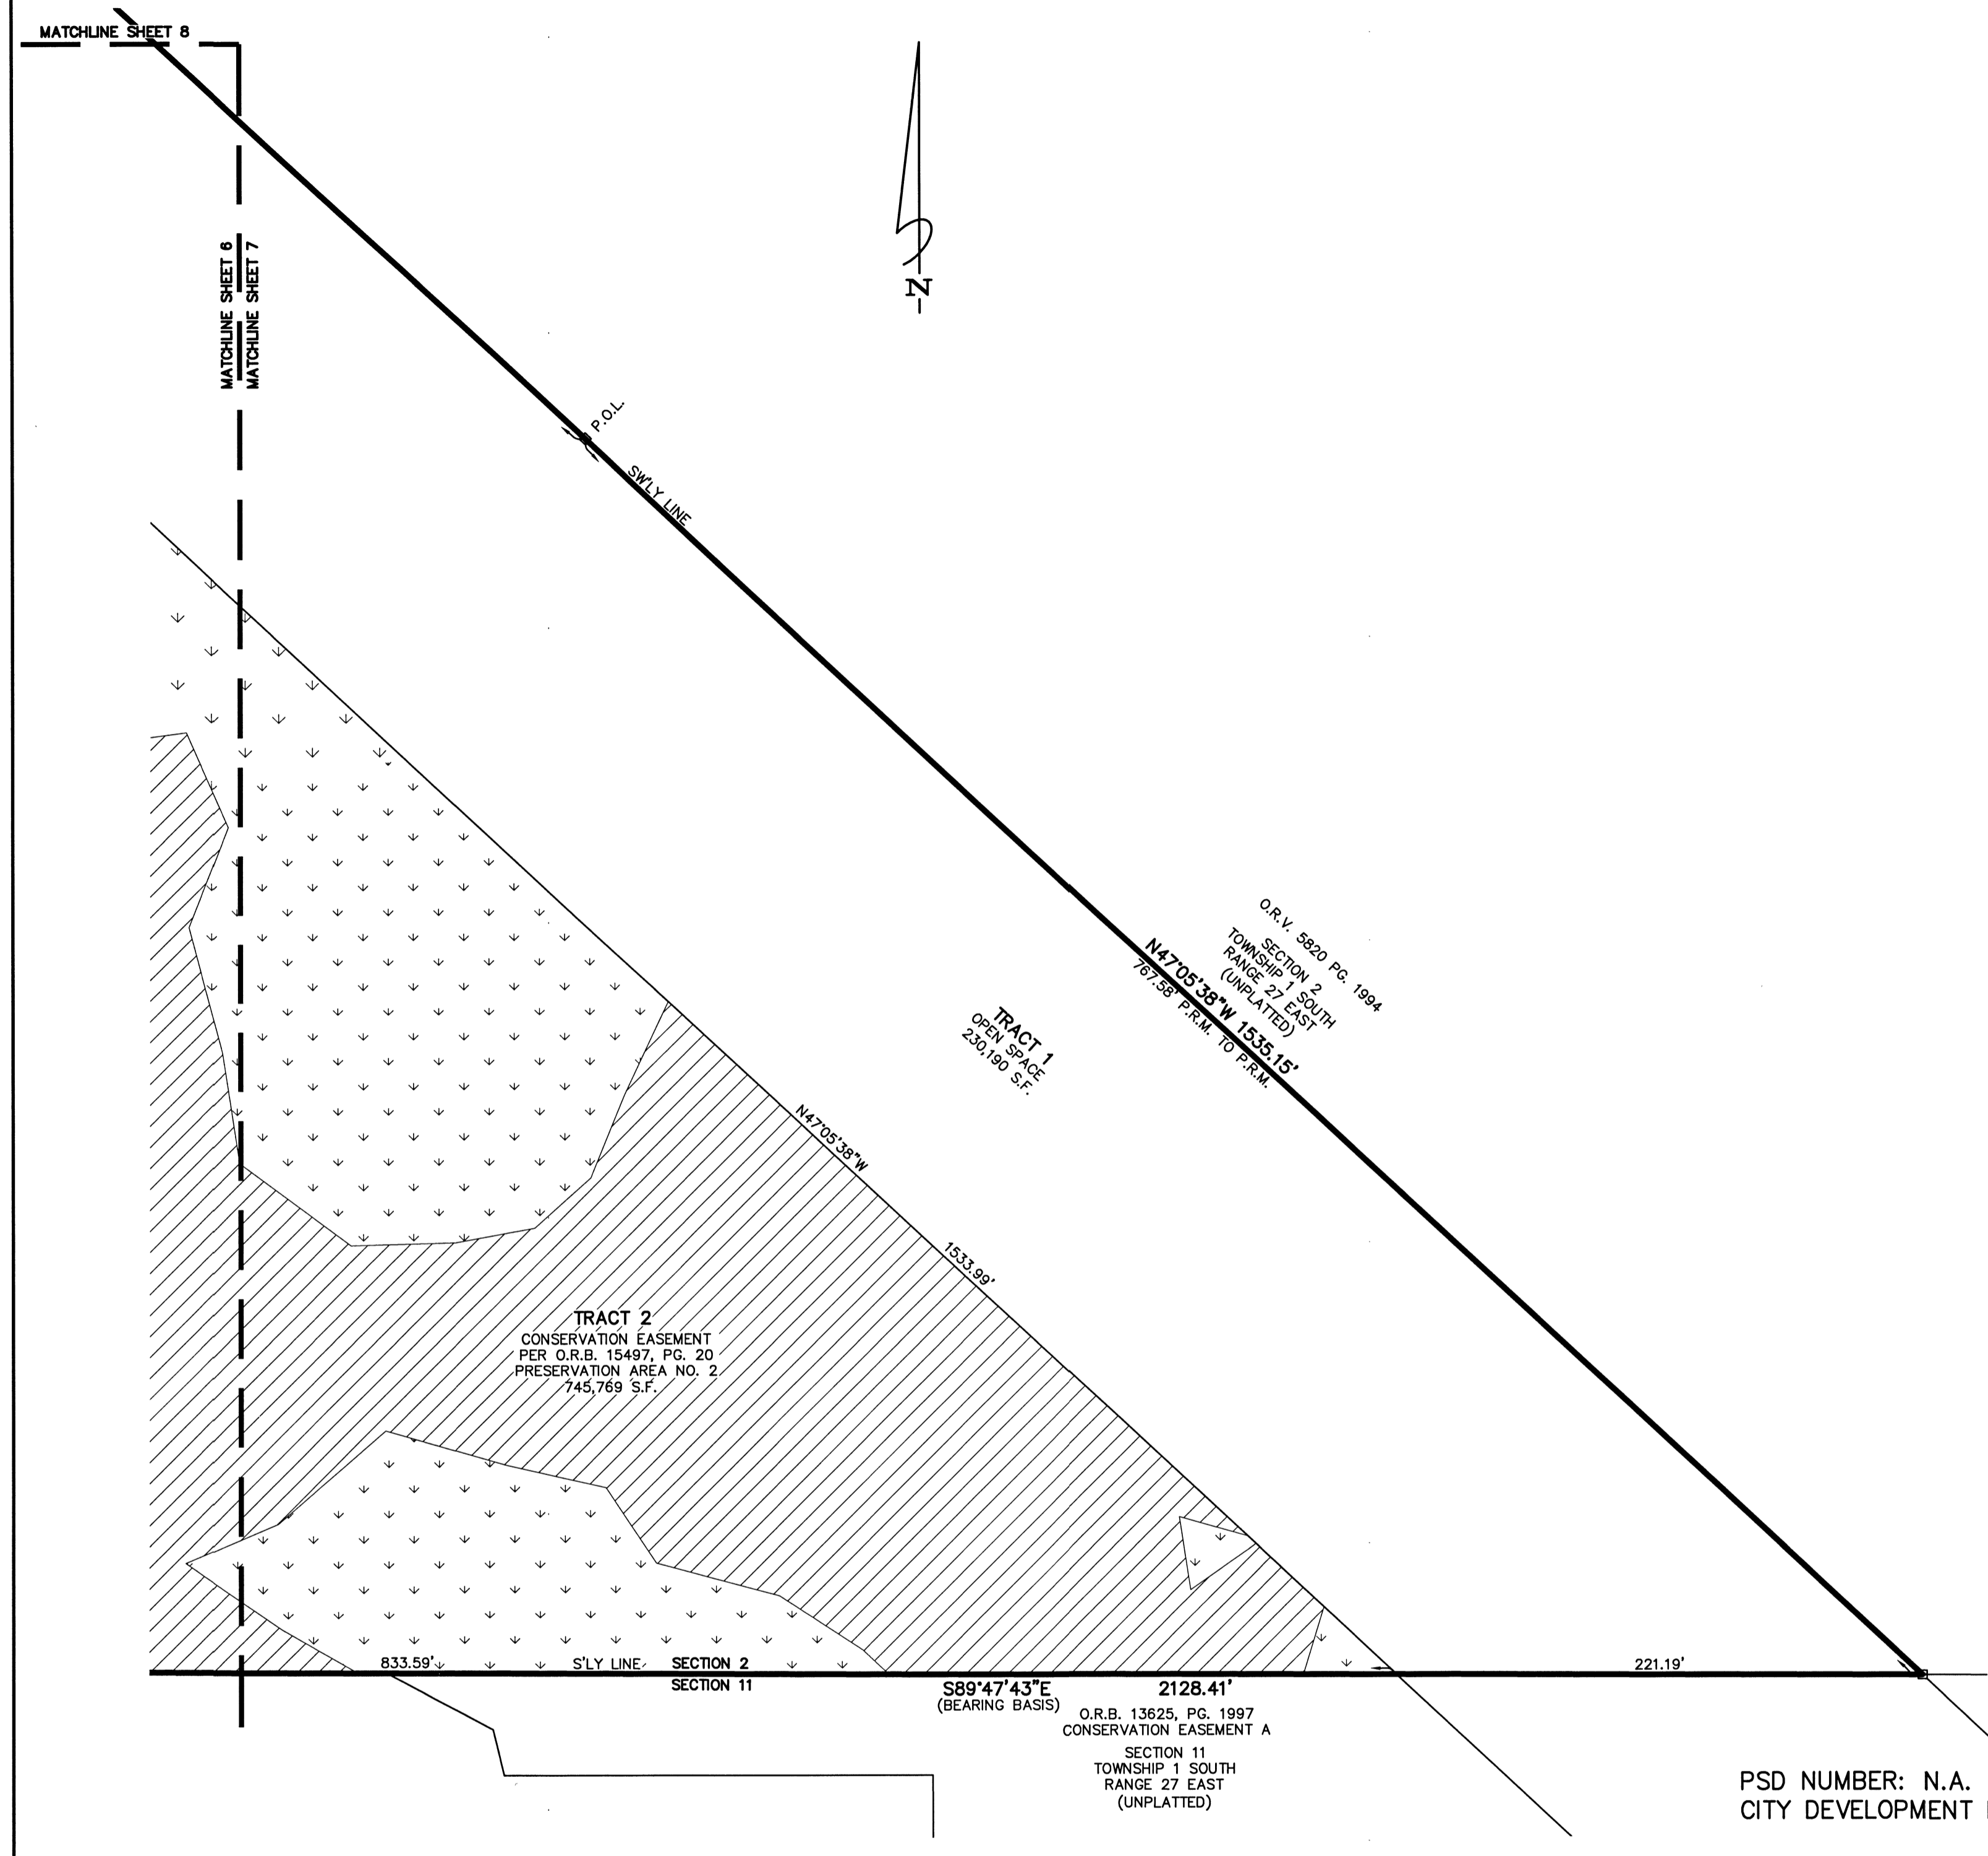 MATCHLINE SHEET 8
MATCHLINE SHEET 6
MATCHLINE SHEET 7
N
P.O.L.
SW'LY LINE
O.R.V. 5820 PG. 1994
SECTION 2
TOWNSHIP 1 SOUTH
RANGE 27 EAST
(UNPLATTED)
N47°05'38"W 1535.15'
767.58' P.R.M. TO P.R.M.
TRACT 1
OPEN SPACE
230,190 S.F.
N47°05'38"W
1533.99'
TRACT 2
CONSERVATION EASEMENT
PER O.R.B. 15497, PG. 20
PRESERVATION AREA NO. 2
745,769 S.F.
833.59'
S'LY LINE
SECTION 2
221.19'
SECTION 11
S89°47'43"E 2128.41'
(BEARING BASIS)
O.R.B. 13625, PG. 1997
CONSERVATION EASEMENT A
SECTION 11
TOWNSHIP 1 SOUTH
RANGE 27 EAST
(UNPLATTED)
PSD NUMBER: N.A.
CITY DEVELOPMENT